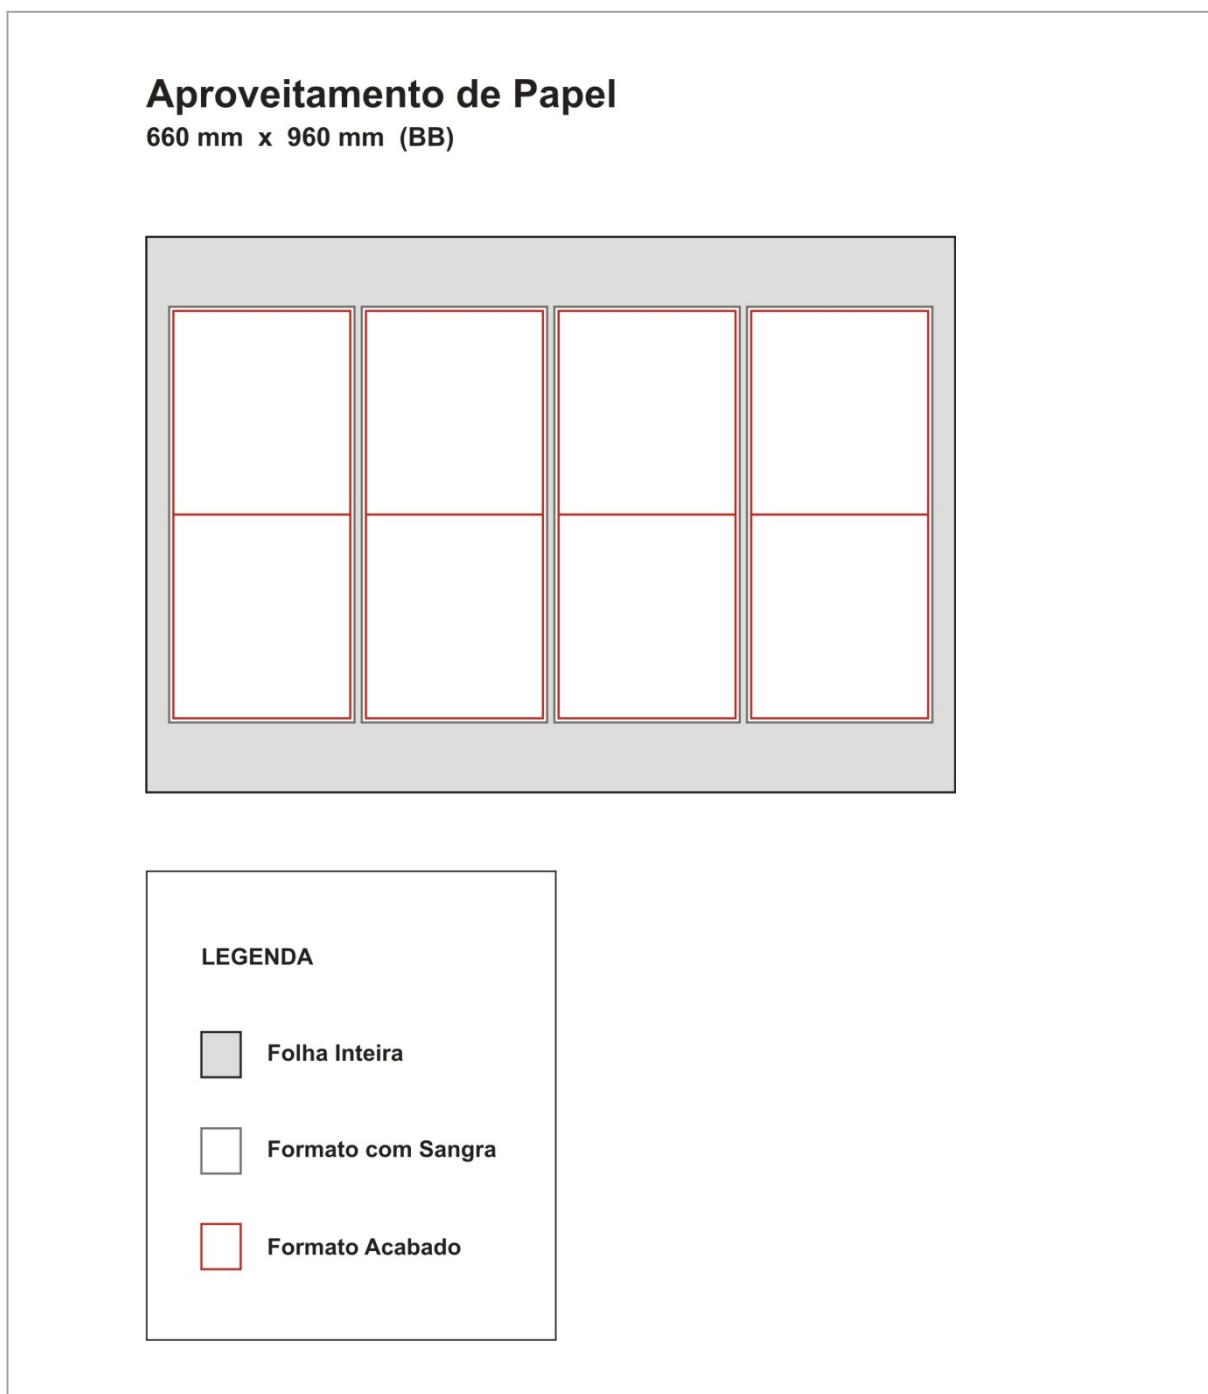 Aproveitamento de Papel
660 mm x 960 mm (BB)
LEGENDA
Folha Inteira
Formato com Sangra
Formato Acabado